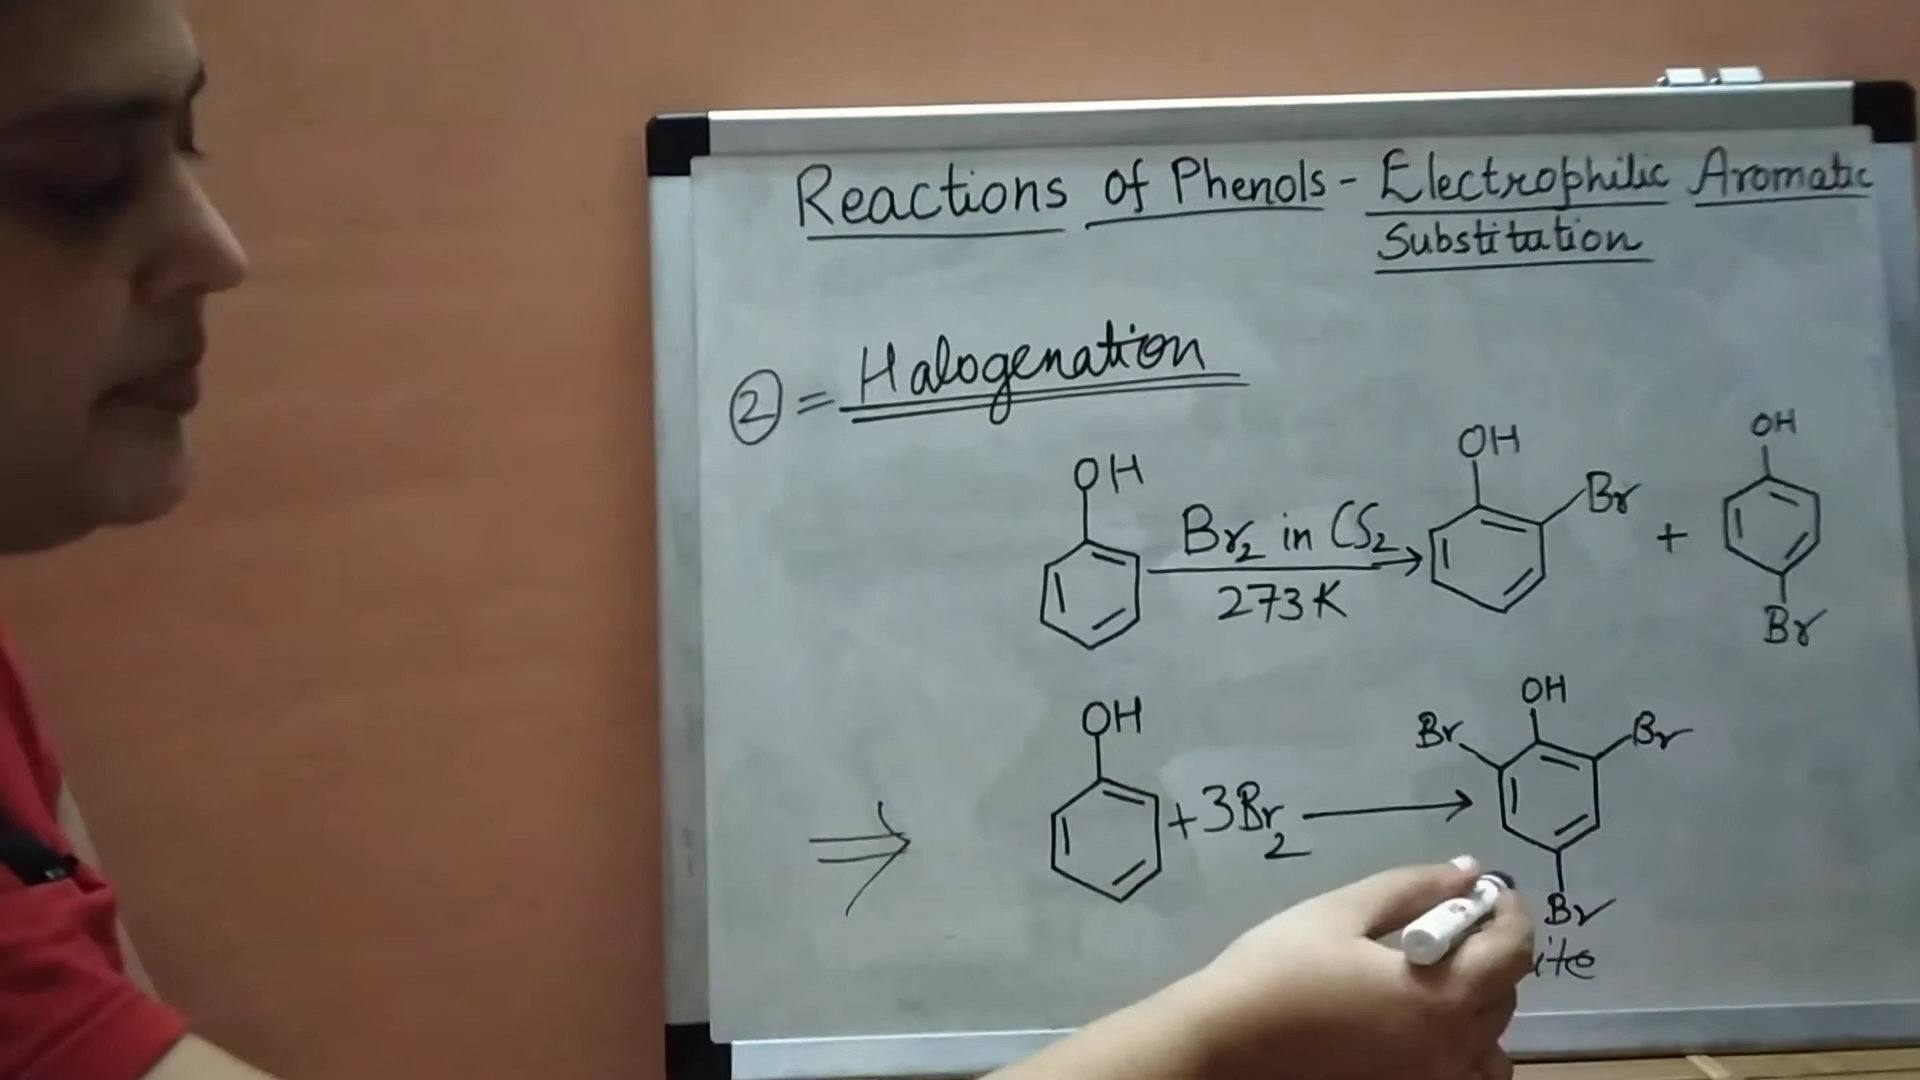 Reactions of Phenols - Electrophilic Aromatic
Substitution
② = Halogenation
OH
Br₂ in CS₂
273K
OH
Br
+
OH
Br
OH
+3Br₂
OH
Br
Br
Br